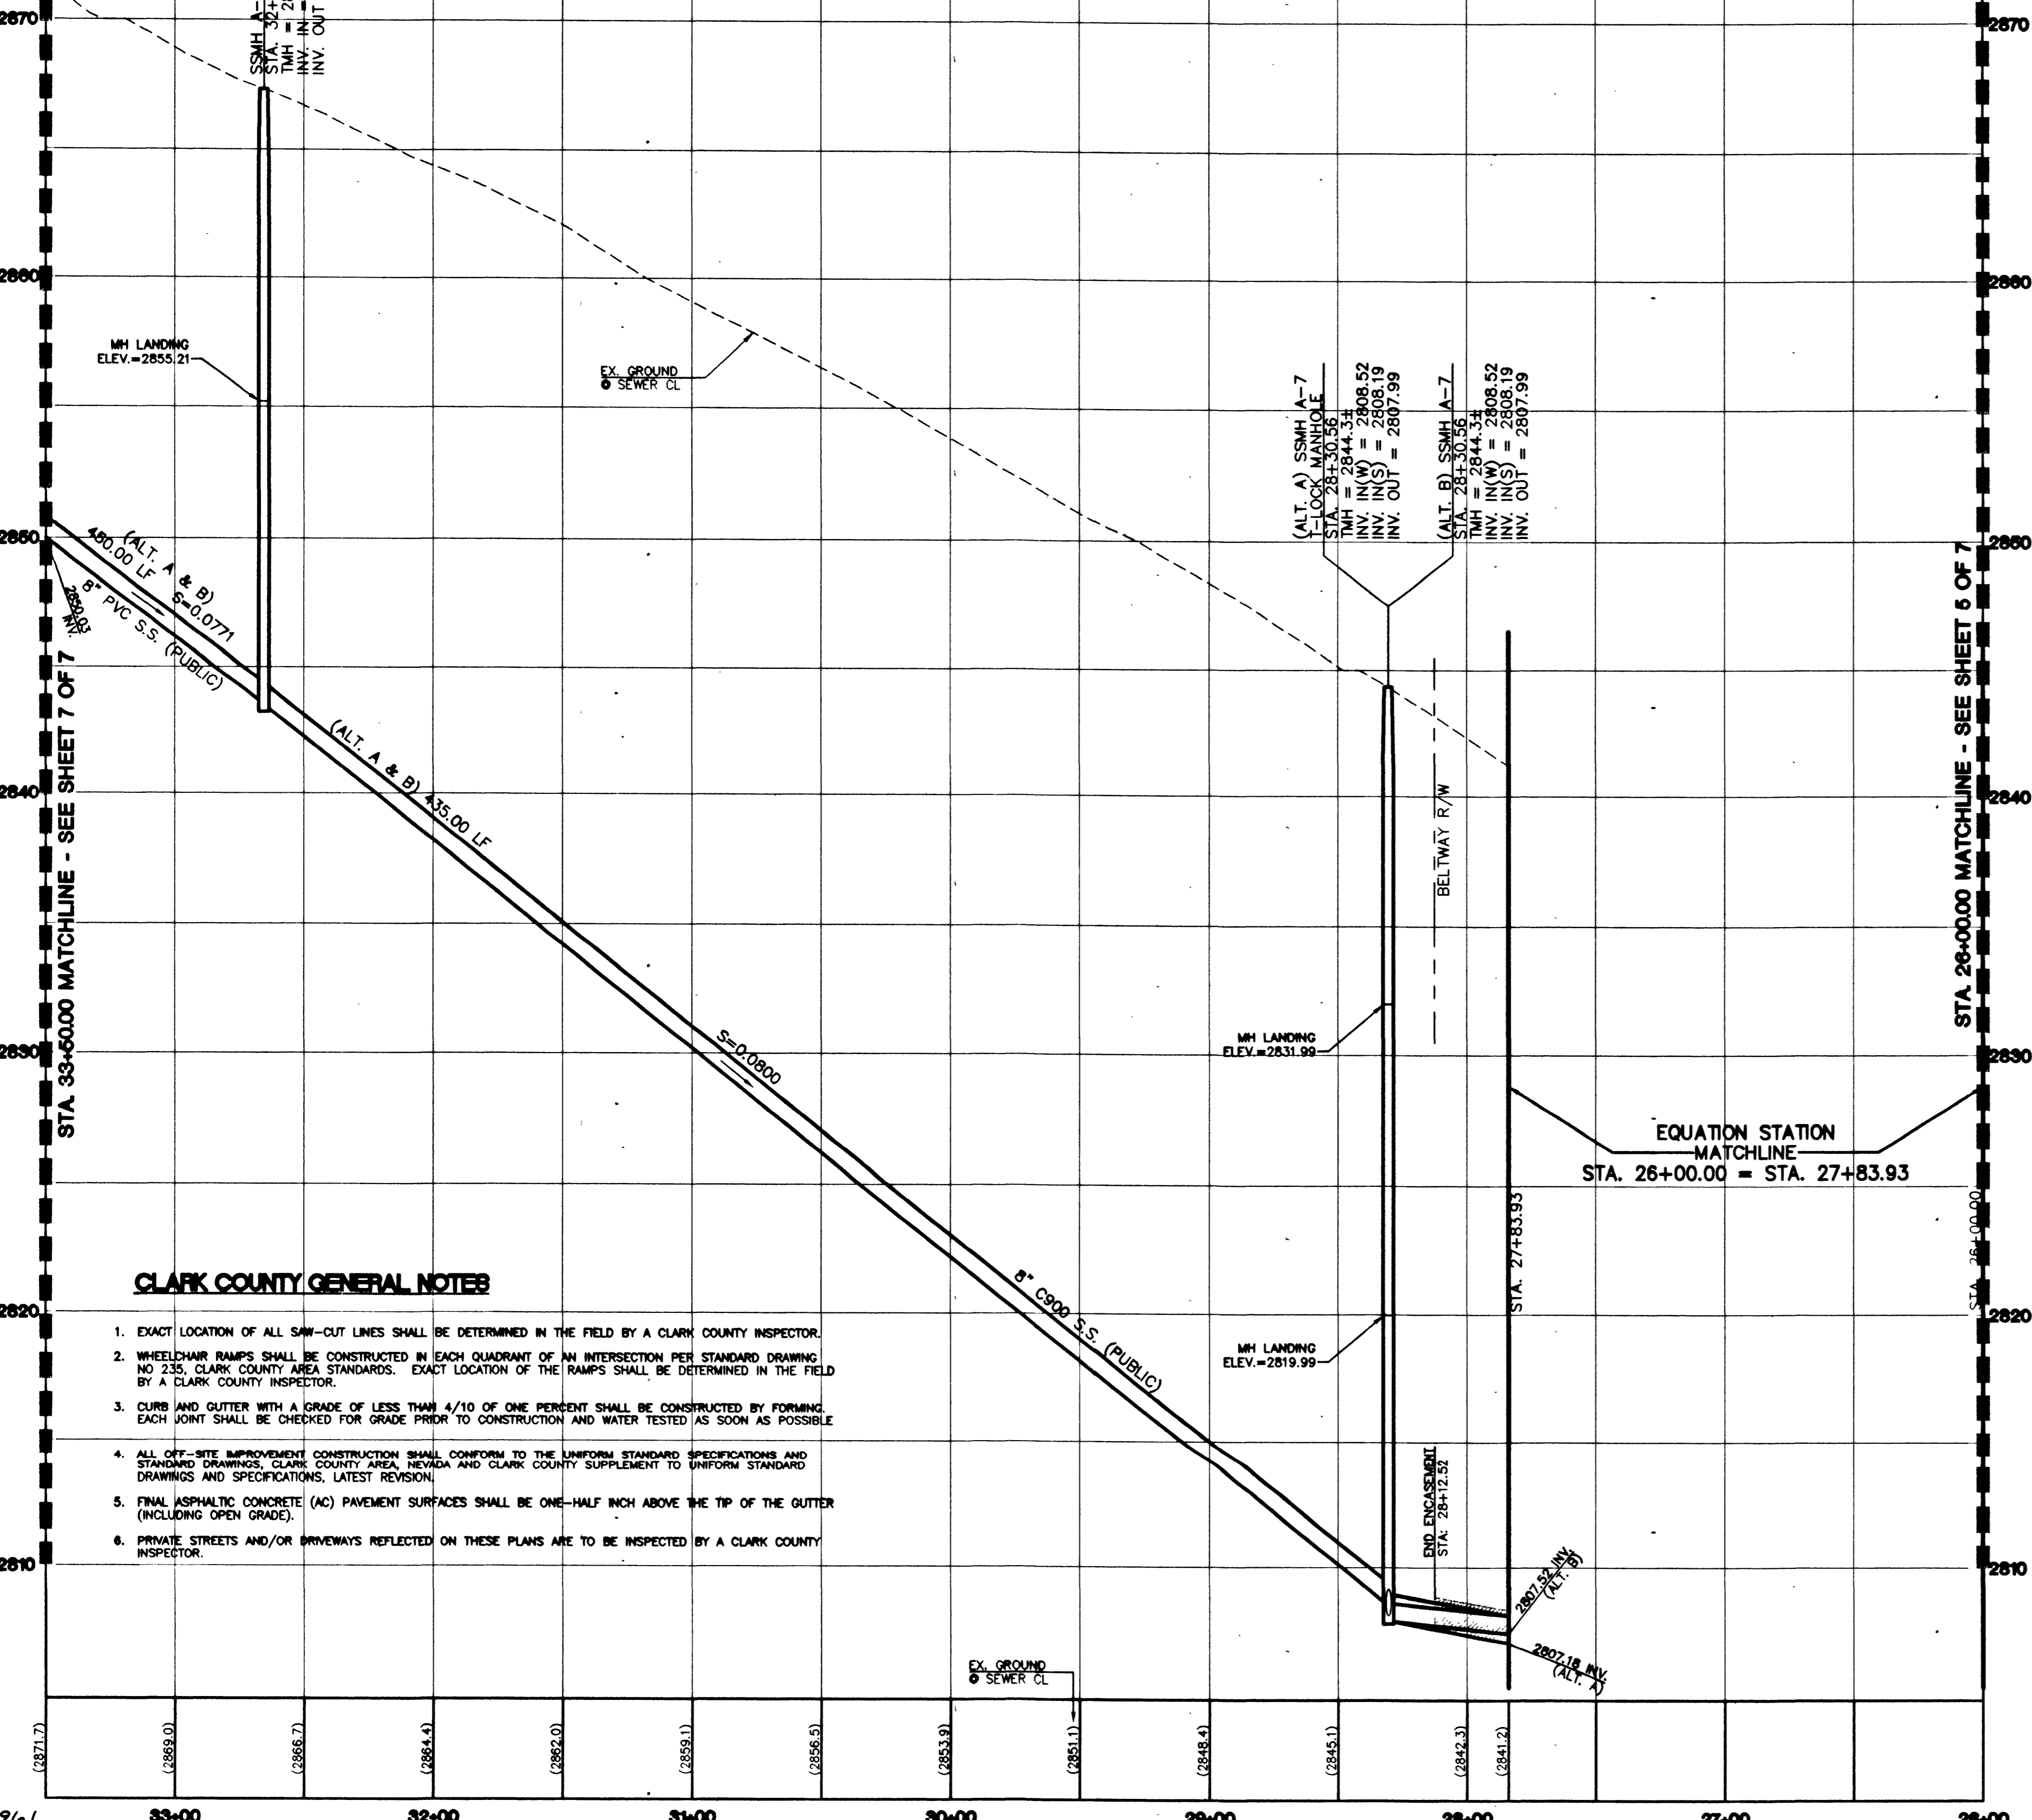 2870
2870
SSMH A-
STA. 32+
TMH = 28
INV. IN =
INV. OUT
2860
2860
MH LANDING
ELEV.=2855.21
EX. GROUND
@ SEWER CL
(ALT. A) SSMH A-7
T-LOCK MANHOLE
STA. 28+30.56
TMH = 2844.3±
INV. IN(W) = 2808.52
INV. IN(S) = 2808.19
INV. OUT = 2807.99
(ALT. B) SSMH A-7
STA. 28+30.56
TMH = 2844.3±
INV. IN(W) = 2808.52
INV. IN(S) = 2808.19
INV. OUT = 2807.99
2850
2850
(ALT. A & B)
450.00 LF S=0.0771
8" PVC S.S. (PUBLIC)
2850.03
INV.
STA. 33+50.00 MATCHLINE - SEE SHEET 7 OF 7
STA. 26+00.00 MATCHLINE - SEE SHEET 5 OF 7
2840
2840
(ALT. A & B) 435.00 LF
BELTWAY R/W
2830
2830
S=0.0800
MH LANDING
ELEV.=2831.99
EQUATION STATION
MATCHLINE
STA. 26+00.00 = STA. 27+83.93
STA. 27+83.93
STA. 26+00.00
2820
2820
8" C900 S.S. (PUBLIC)
MH LANDING
ELEV.=2819.99
CLARK COUNTY GENERAL NOTES
1. EXACT LOCATION OF ALL SAW-CUT LINES SHALL BE DETERMINED IN THE FIELD BY A CLARK COUNTY INSPECTOR.
2. WHEELCHAIR RAMPS SHALL BE CONSTRUCTED IN EACH QUADRANT OF AN INTERSECTION PER STANDARD DRAWING
NO 235, CLARK COUNTY AREA STANDARDS. EXACT LOCATION OF THE RAMPS SHALL BE DETERMINED IN THE FIELD
BY A CLARK COUNTY INSPECTOR.
3. CURB AND GUTTER WITH A GRADE OF LESS THAN 4/10 OF ONE PERCENT SHALL BE CONSTRUCTED BY FORMING.
EACH JOINT SHALL BE CHECKED FOR GRADE PRIOR TO CONSTRUCTION AND WATER TESTED AS SOON AS POSSIBLE
4. ALL OFF-SITE IMPROVEMENT CONSTRUCTION SHALL CONFORM TO THE UNIFORM STANDARD SPECIFICATIONS AND
STANDARD DRAWINGS, CLARK COUNTY AREA, NEVADA AND CLARK COUNTY SUPPLEMENT TO UNIFORM STANDARD
DRAWINGS AND SPECIFICATIONS, LATEST REVISION.
5. FINAL ASPHALTIC CONCRETE (AC) PAVEMENT SURFACES SHALL BE ONE-HALF INCH ABOVE THE TIP OF THE GUTTER
(INCLUDING OPEN GRADE).
6. PRIVATE STREETS AND/OR DRIVEWAYS REFLECTED ON THESE PLANS ARE TO BE INSPECTED BY A CLARK COUNTY
INSPECTOR.
END ENCASEMENT
STA: 28+12.52
2810
2810
2807.52 INV.
(ALT. B)
2807.18 INV.
(ALT. A)
EX. GROUND
@ SEWER CL
(2871.7)
(2869.0)
(2866.7)
(2864.4)
(2862.0)
(2859.1)
(2856.5)
(2853.9)
(2851.1)
(2848.4)
(2845.1)
(2842.3)
(2841.2)
33+00
32+00
31+00
30+00
29+00
28+00
27+00
26+00